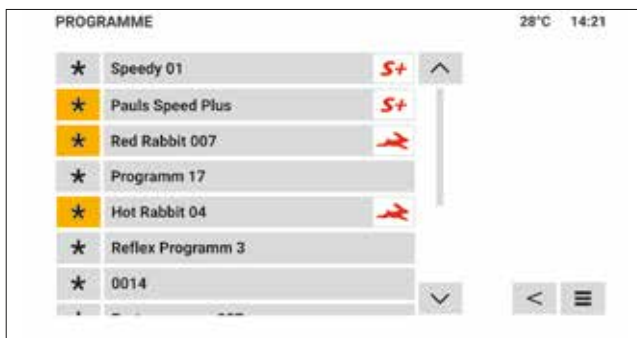 PROGRAMME 28°C 14:21
* Speedy 01 S+
* Pauls Speed Plus S+
* Red Rabbit 007
* Programm 17
* Hot Rabbit 04
* Reflex Programm 3
* 0014